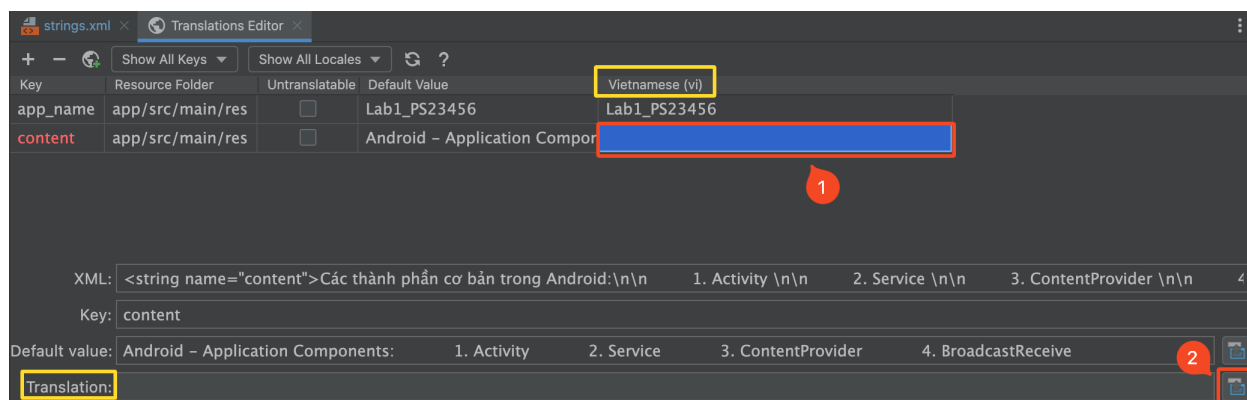 strings.xml Translations Editor
Show All Keys Show All Locales ?
Key Resource Folder Untranslatable Default Value Vietnamese (vi)
app_name app/src/main/res Lab1_PS23456 Lab1_PS23456
content app/src/main/res Android – Application Compor
1
XML: <string name="content">Các thành phần cơ bản trong Android:\n\n 1. Activity \n\n 2. Service \n\n 3. ContentProvider \n\n 4
Key: content
Default value: Android – Application Components: 1. Activity 2. Service 3. ContentProvider 4. BroadcastReceive
2
Translation: